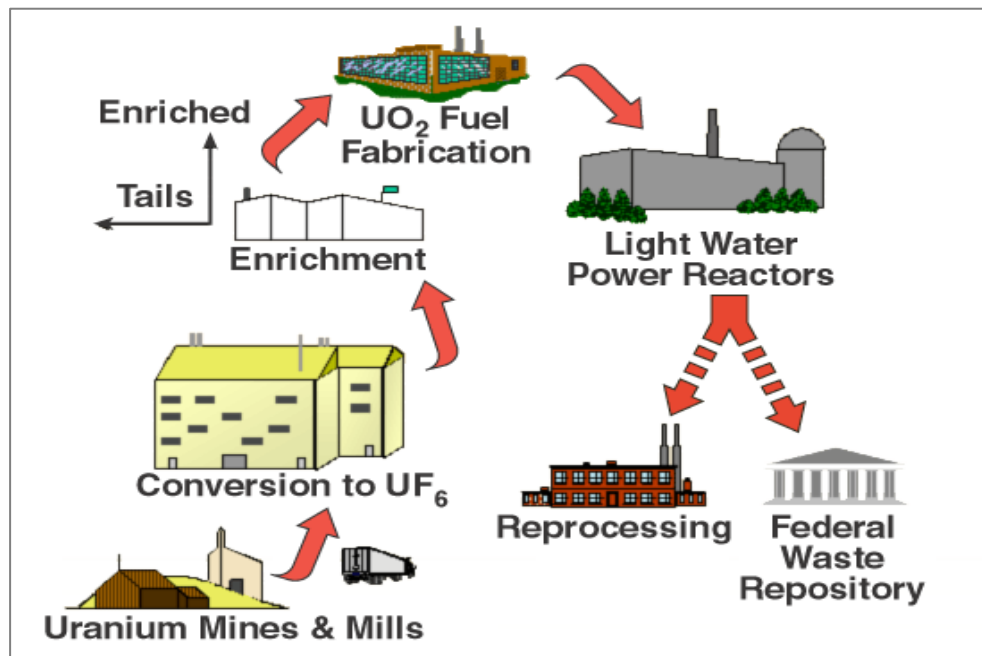 Enriched
Tails
UO₂ Fuel
Fabrication
Enrichment
Light Water
Power Reactors
Conversion to UF₆
Reprocessing
Federal
Waste
Repository
Uranium Mines & Mills